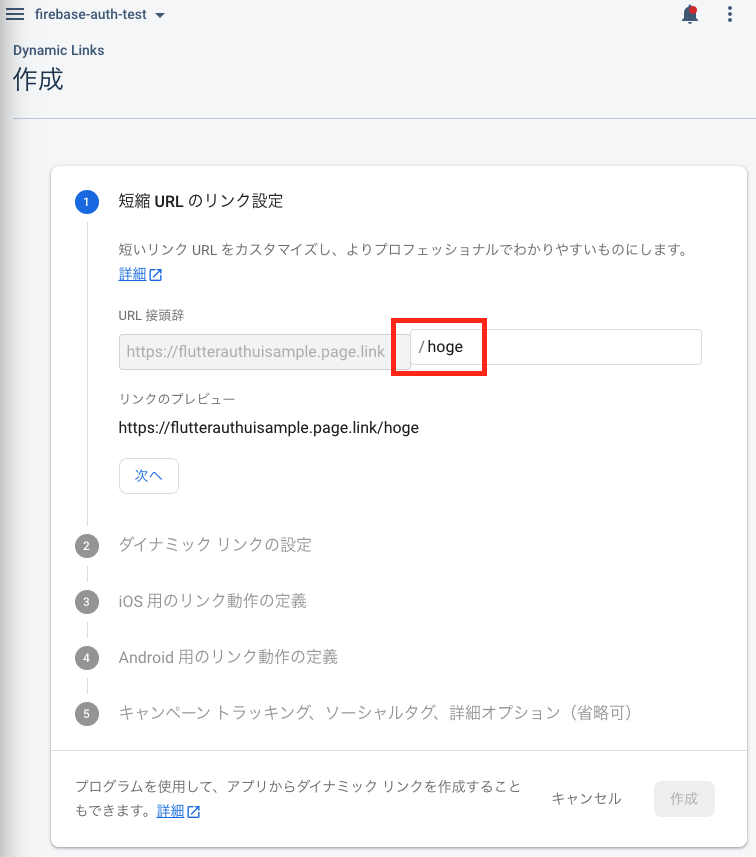 firebase-auth-test
Dynamic Links
作成
1 短縮 URL のリンク設定
短いリンク URL をカスタマイズし、よりプロフェッショナルでわかりやすいものにします。
詳細
URL 接頭辞
https://flutterauthuisample.page.link /hoge
リンクのプレビュー
https://flutterauthuisample.page.link/hoge
次へ
2 ダイナミック リンクの設定
3 iOS 用のリンク動作の定義
4 Android 用のリンク動作の定義
5 キャンペーン トラッキング、ソーシャルタグ、詳細オプション（省略可）
プログラムを使用して、アプリからダイナミック リンクを作成すること
もできます。詳細
キャンセル 作成